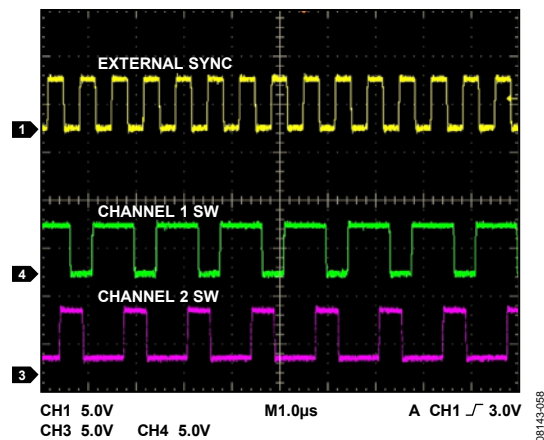 EXTERNAL SYNC
1
CHANNEL 1 SW
4
CHANNEL 2 SW
3
CH1 5.0V M1.0µs A CH1 3.0V
CH3 5.0V CH4 5.0V
08143-058